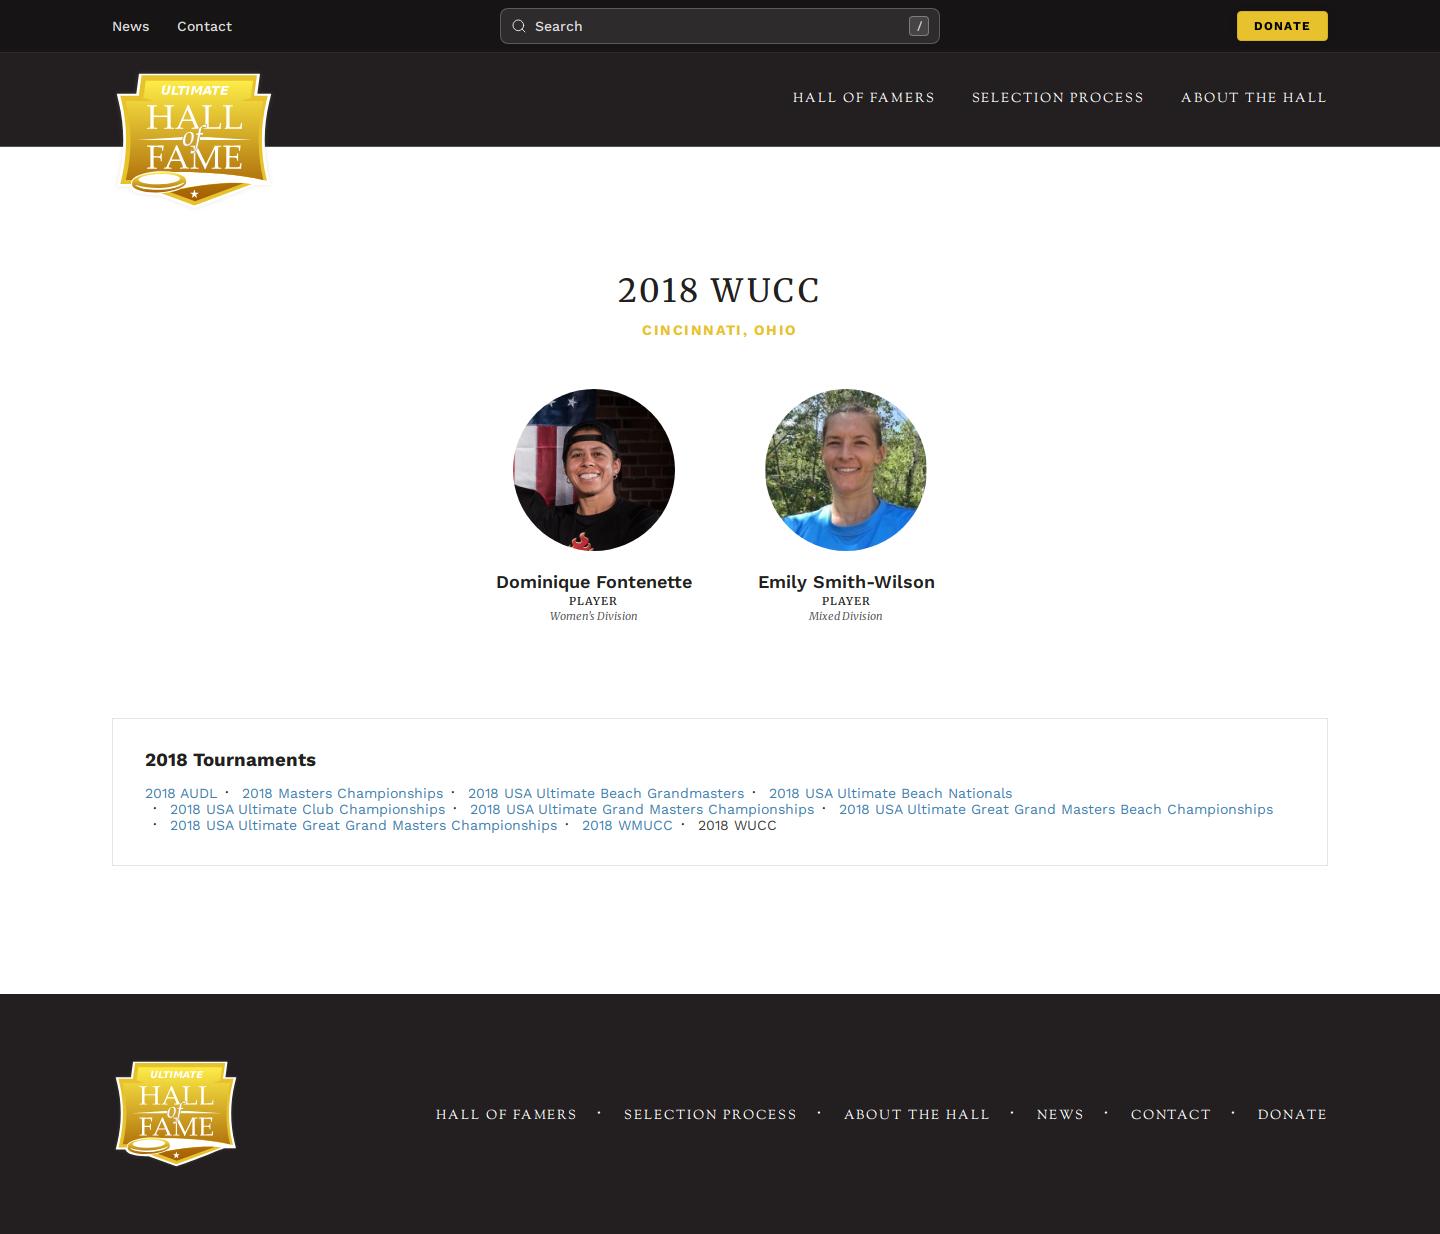 News
Contact
Search
/
DONATE
ULTIMATE
HALL
of
FAME
HALL OF FAMERS
SELECTION PROCESS
ABOUT THE HALL
2018 WUCC
CINCINNATI, OHIO
Dominique Fontenette
PLAYER
Women's Division
Emily Smith-Wilson
PLAYER
Mixed Division
2018 Tournaments
2018 AUDL · 2018 Masters Championships · 2018 USA Ultimate Beach Grandmasters · 2018 USA Ultimate Beach Nationals
· 2018 USA Ultimate Club Championships · 2018 USA Ultimate Grand Masters Championships · 2018 USA Ultimate Great Grand Masters Beach Championships
· 2018 USA Ultimate Great Grand Masters Championships · 2018 WMUCC · 2018 WUCC
ULTIMATE
HALL
of
FAME
HALL OF FAMERS · SELECTION PROCESS · ABOUT THE HALL · NEWS · CONTACT · DONATE